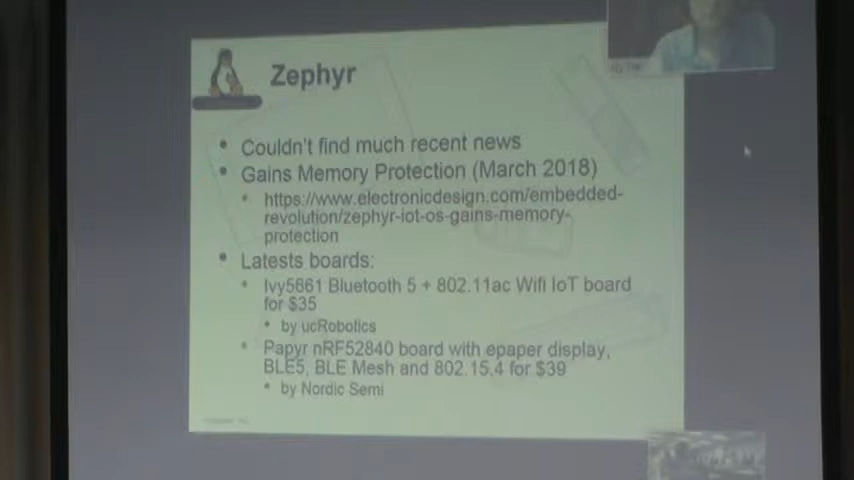 Zephyr
• Couldn't find much recent news
• Gains Memory Protection (March 2018)
• https://www.electronicdesign.com/embedded-
revolution/zephyr-iot-os-gains-memory-
protection
• Latests boards:
• Ivy5661 Bluetooth 5 + 802.11ac Wifi IoT board
for $35
• by ucRobotics
• Papyr nRF52840 board with epaper display,
BLE5, BLE Mesh and 802.15.4 for $39
• by Nordic Semi